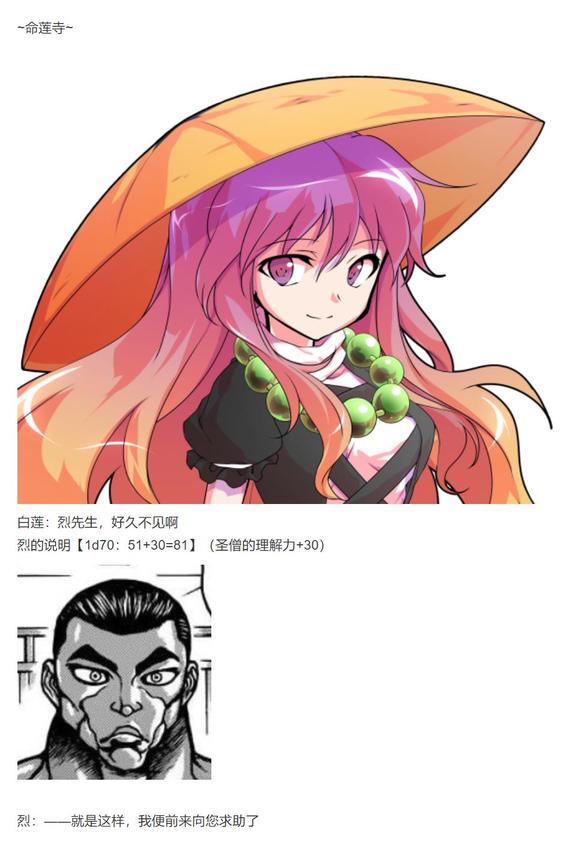 ~命莲寺~
白莲：烈先生，好久不见啊
烈的说明【1d70：51+30=81】（圣僧的理解力+30）
烈：——就是这样，我便前来向您求助了